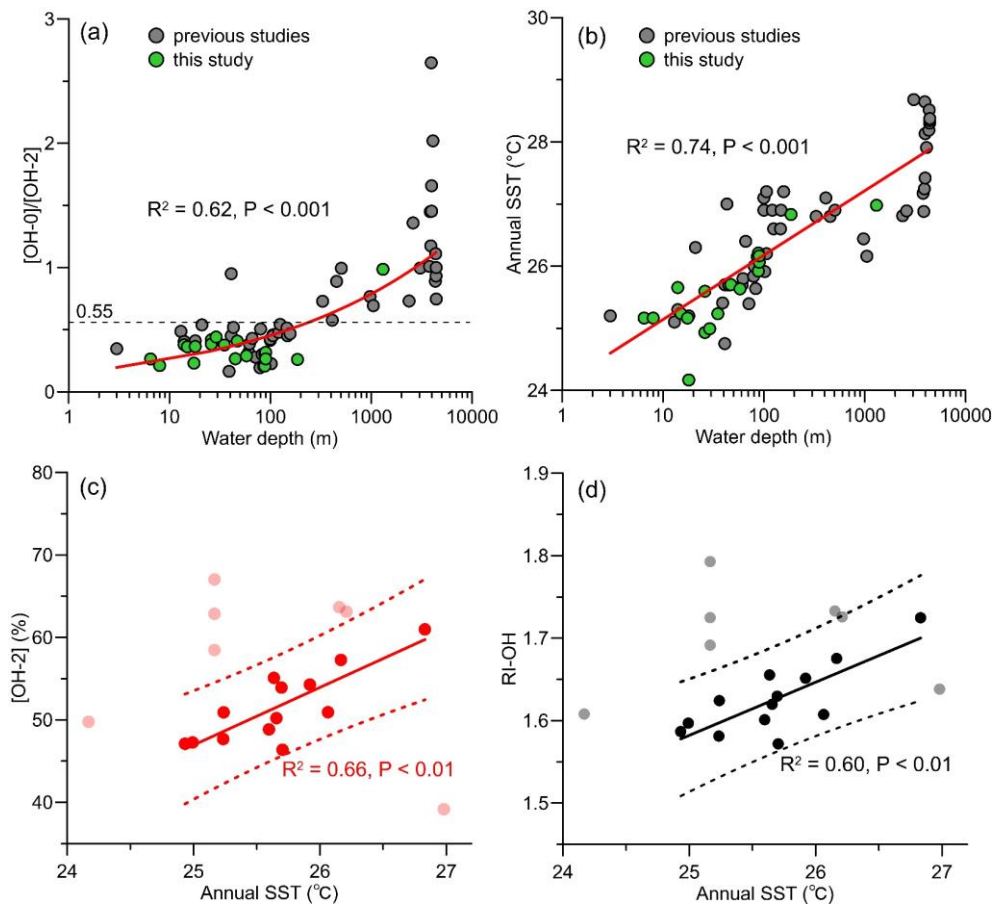 (a)
previous studies
this study
R² = 0.62, P < 0.001
0.55
[OH-0]/[OH-2]
3
2
1
0
1 10 100 1000 10000
Water depth (m)
(b)
previous studies
this study
R² = 0.74, P < 0.001
Annual SST (°C)
30
28
26
24
1 10 100 1000 10000
Water depth (m)
(c)
[OH-2] (%)
80
70
60
50
40
R² = 0.66, P < 0.01
24 25 26 27
Annual SST (°C)
(d)
RI-OH
1.9
1.8
1.7
1.6
1.5
R² = 0.60, P < 0.01
24 25 26 27
Annual SST (°C)